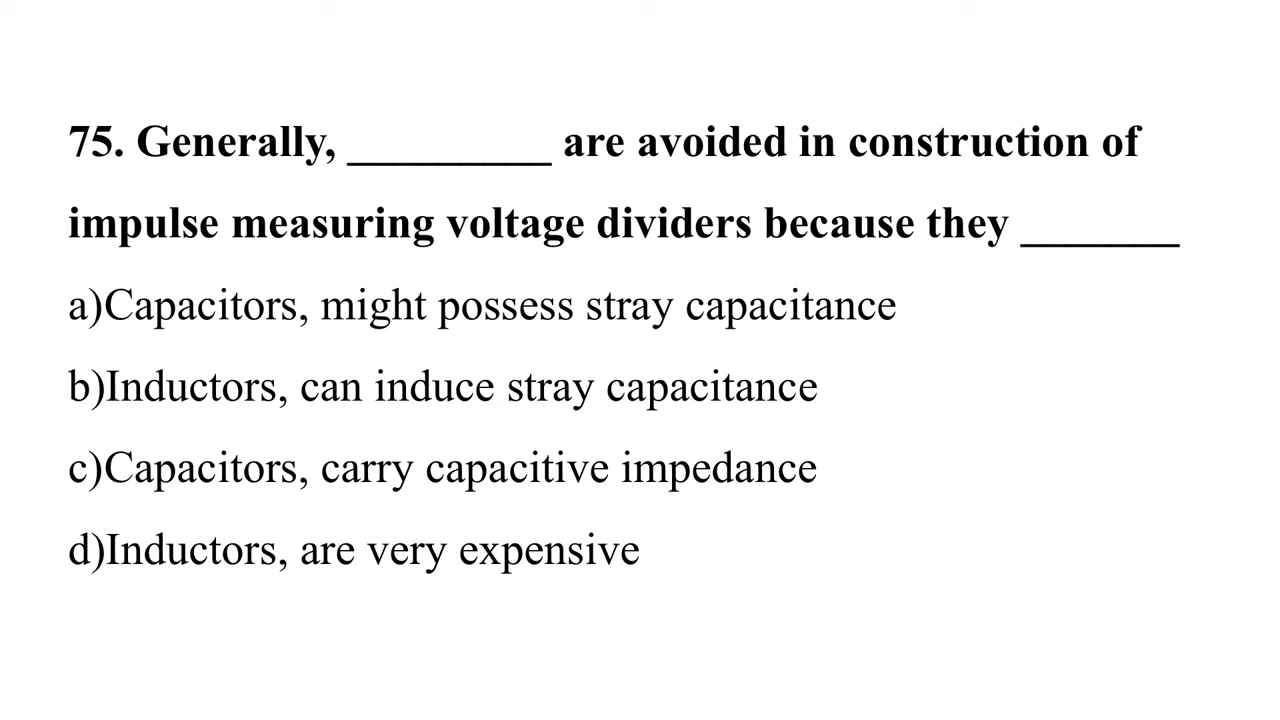 75. Generally, _________ are avoided in construction of
impulse measuring voltage dividers because they _______
a)Capacitors, might possess stray capacitance
b)Inductors, can induce stray capacitance
c)Capacitors, carry capacitive impedance
d)Inductors, are very expensive